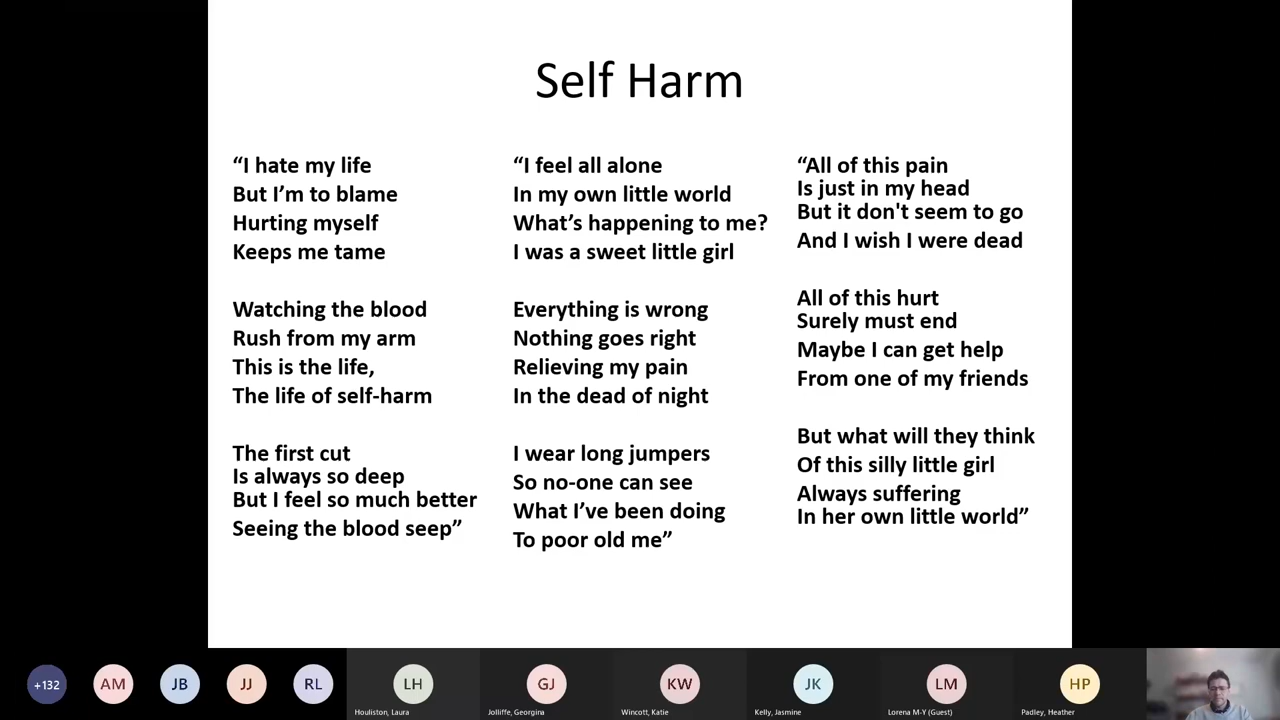 Self Harm
“I hate my life
But I’m to blame
Hurting myself
Keeps me tame
Watching the blood
Rush from my arm
This is the life,
The life of self-harm
The first cut
Is always so deep
But I feel so much better
Seeing the blood seep”
“I feel all alone
In my own little world
What’s happening to me?
I was a sweet little girl
Everything is wrong
Nothing goes right
Relieving my pain
In the dead of night
I wear long jumpers
So no-one can see
What I’ve been doing
To poor old me”
“All of this pain
Is just in my head
But it don't seem to go
And I wish I were dead
All of this hurt
Surely must end
Maybe I can get help
From one of my friends
But what will they think
Of this silly little girl
Always suffering
In her own little world”
+132
AM
JB
JJ
RL
LH
Houliston, Laura
GJ
Jolliffe, Georgina
KW
Wincott, Katie
JK
Kelly, Jasmine
LM
Lorena M-Y (Guest)
HP
Padley, Heather